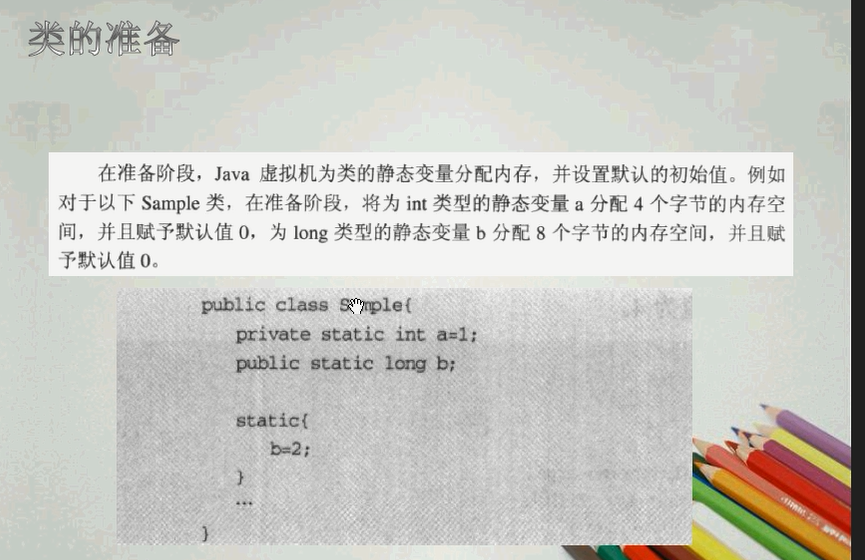 类的准备
在准备阶段，Java 虚拟机为类的静态变量分配内存，并设置默认的初始值。例如
对于以下 Sample 类，在准备阶段，将为 int 类型的静态变量 a 分配 4 个字节的内存空
间，并且赋予默认值 0，为 long 类型的静态变量 b 分配 8 个字节的内存空间，并且赋
予默认值 0。
public class Sample{
private static int a=1;
public static long b;
static{
b=2;
}
...
}